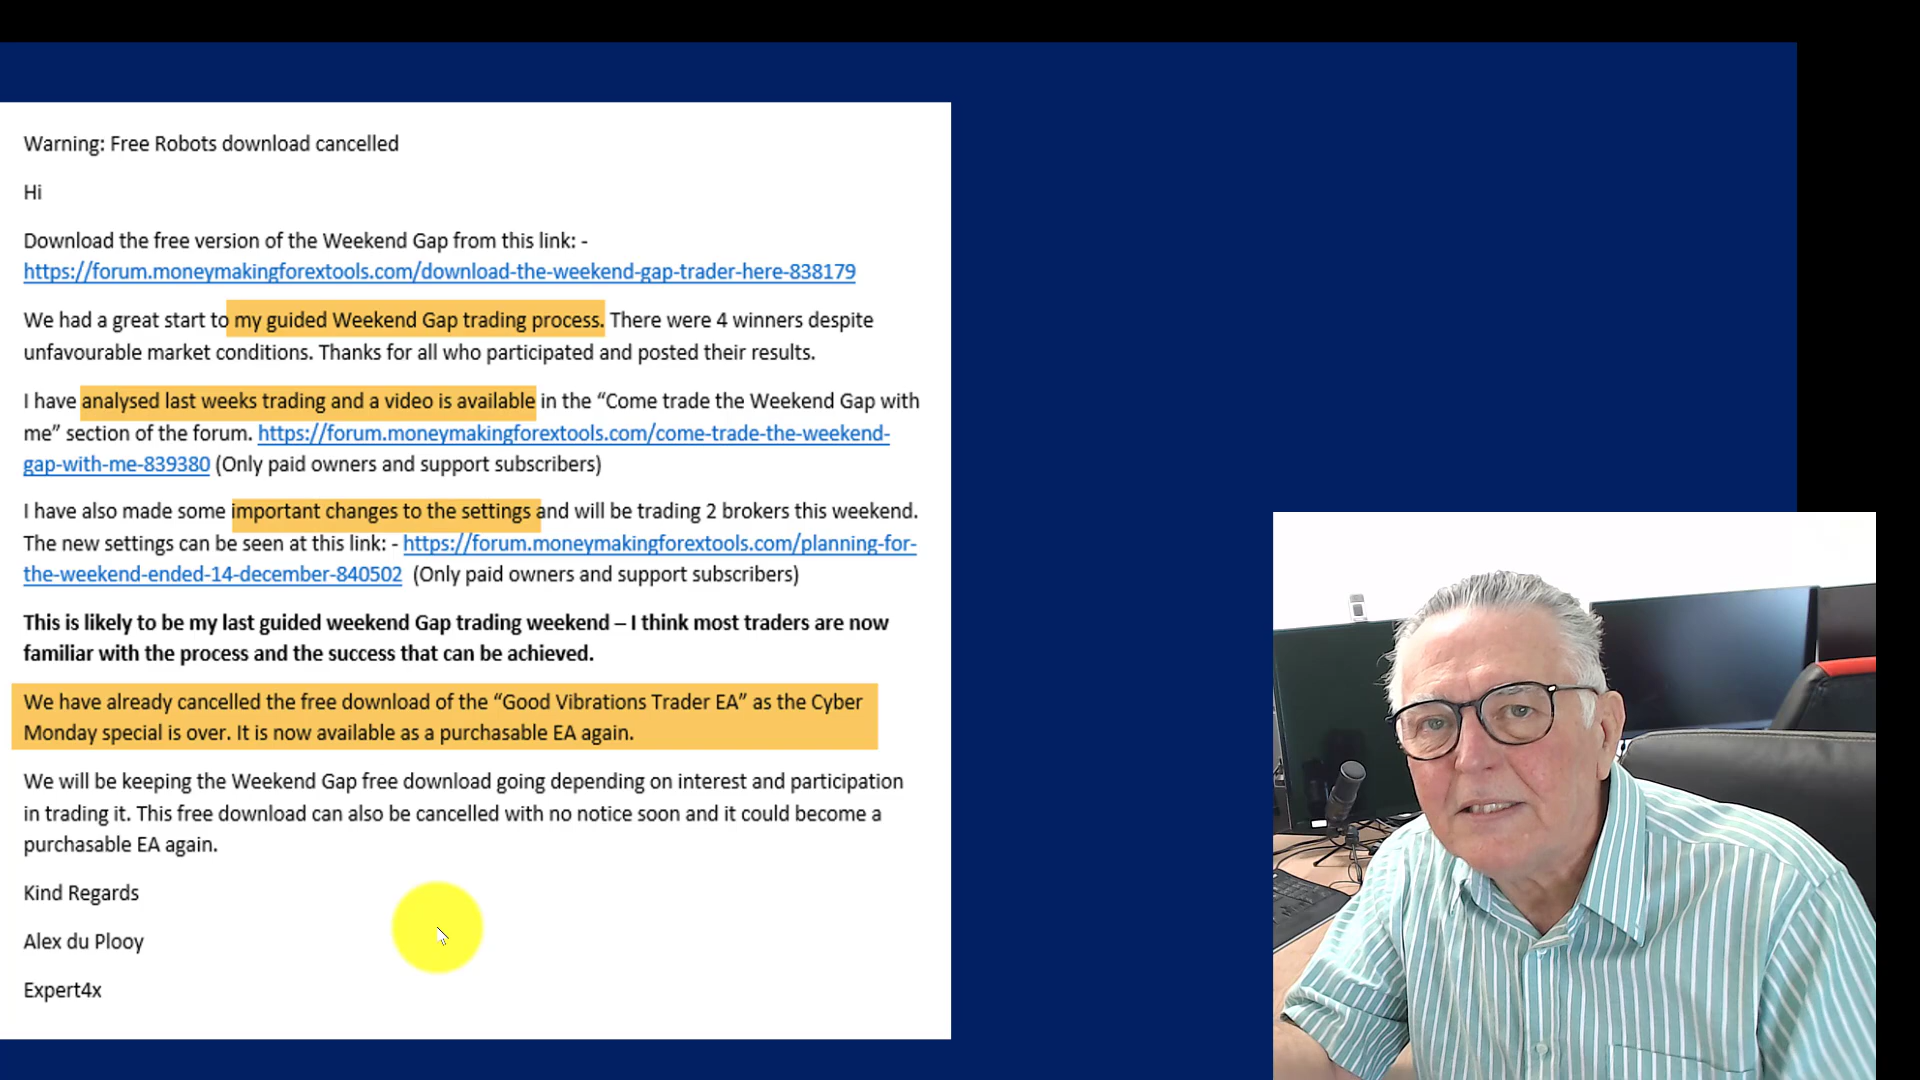 Warning: Free Robots download cancelled
Hi
Download the free version of the Weekend Gap from this link: -
https://forum.moneymakingforextools.com/download-the-weekend-gap-trader-here-838179
We had a great start to my guided Weekend Gap trading process. There were 4 winners despite
unfavourable market conditions. Thanks for all who participated and posted their results.
I have analysed last weeks trading and a video is available in the “Come trade the Weekend Gap with
me” section of the forum. https://forum.moneymakingforextools.com/come-trade-the-weekend-
gap-with-me-839380 (Only paid owners and support subscribers)
I have also made some important changes to the settings and will be trading 2 brokers this weekend.
The new settings can be seen at this link: - https://forum.moneymakingforextools.com/planning-for-
the-weekend-ended-14-december-840502 (Only paid owners and support subscribers)
This is likely to be my last guided weekend Gap trading weekend – I think most traders are now
familiar with the process and the success that can be achieved.
We have already cancelled the free download of the “Good Vibrations Trader EA” as the Cyber
Monday special is over. It is now available as a purchasable EA again.
We will be keeping the Weekend Gap free download going depending on interest and participation
in trading it. This free download can also be cancelled with no notice soon and it could become a
purchasable EA again.
Kind Regards
Alex du Plooy
Expert4x